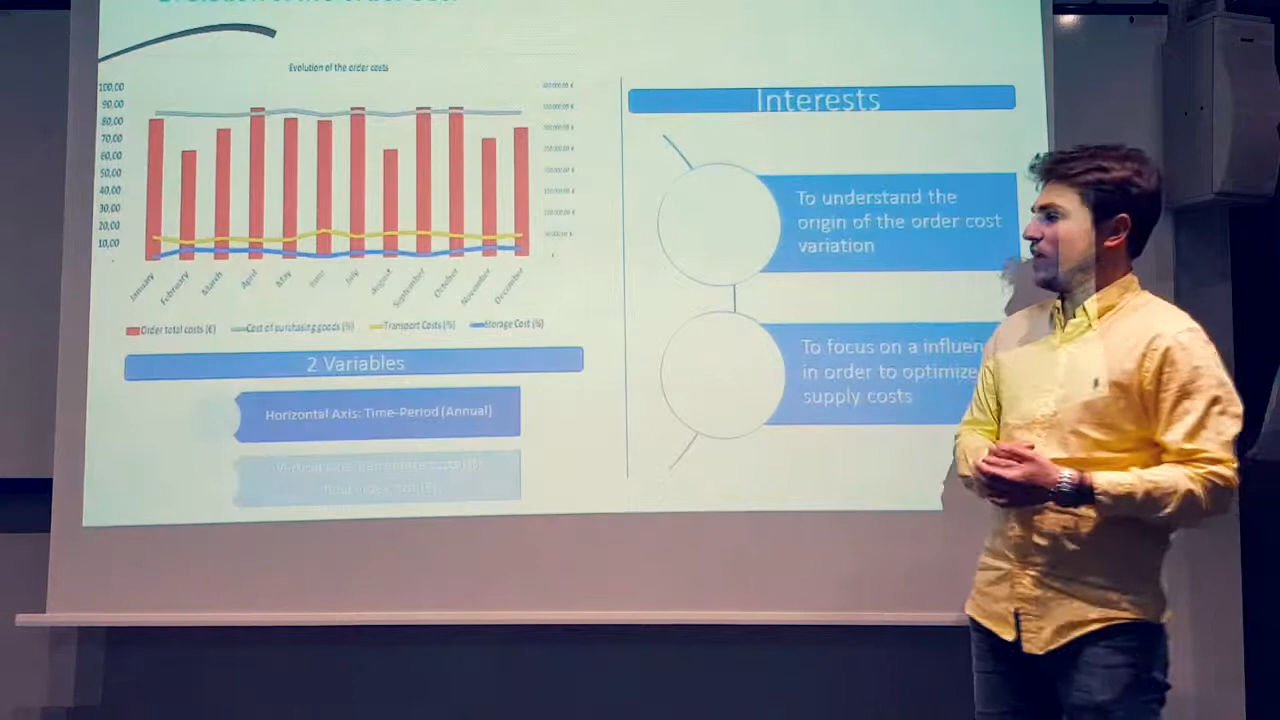 Evolution of the order costs
100,00
90,00
80,00
70,00
60,00
50,00
40,00
30,00
20,00
10,00
January
February
March
April
May
June
July
August
September
October
November
December
Order total costs (€)
Cost of purchasing goods (%)
Transport Costs (%)
Storage Cost (%)
2 Variables
Horizontal Axis: Time-Period (Annual)
Interests
To understand the
origin of the order cost
variation
To focus on a influen
in order to optimize
supply costs